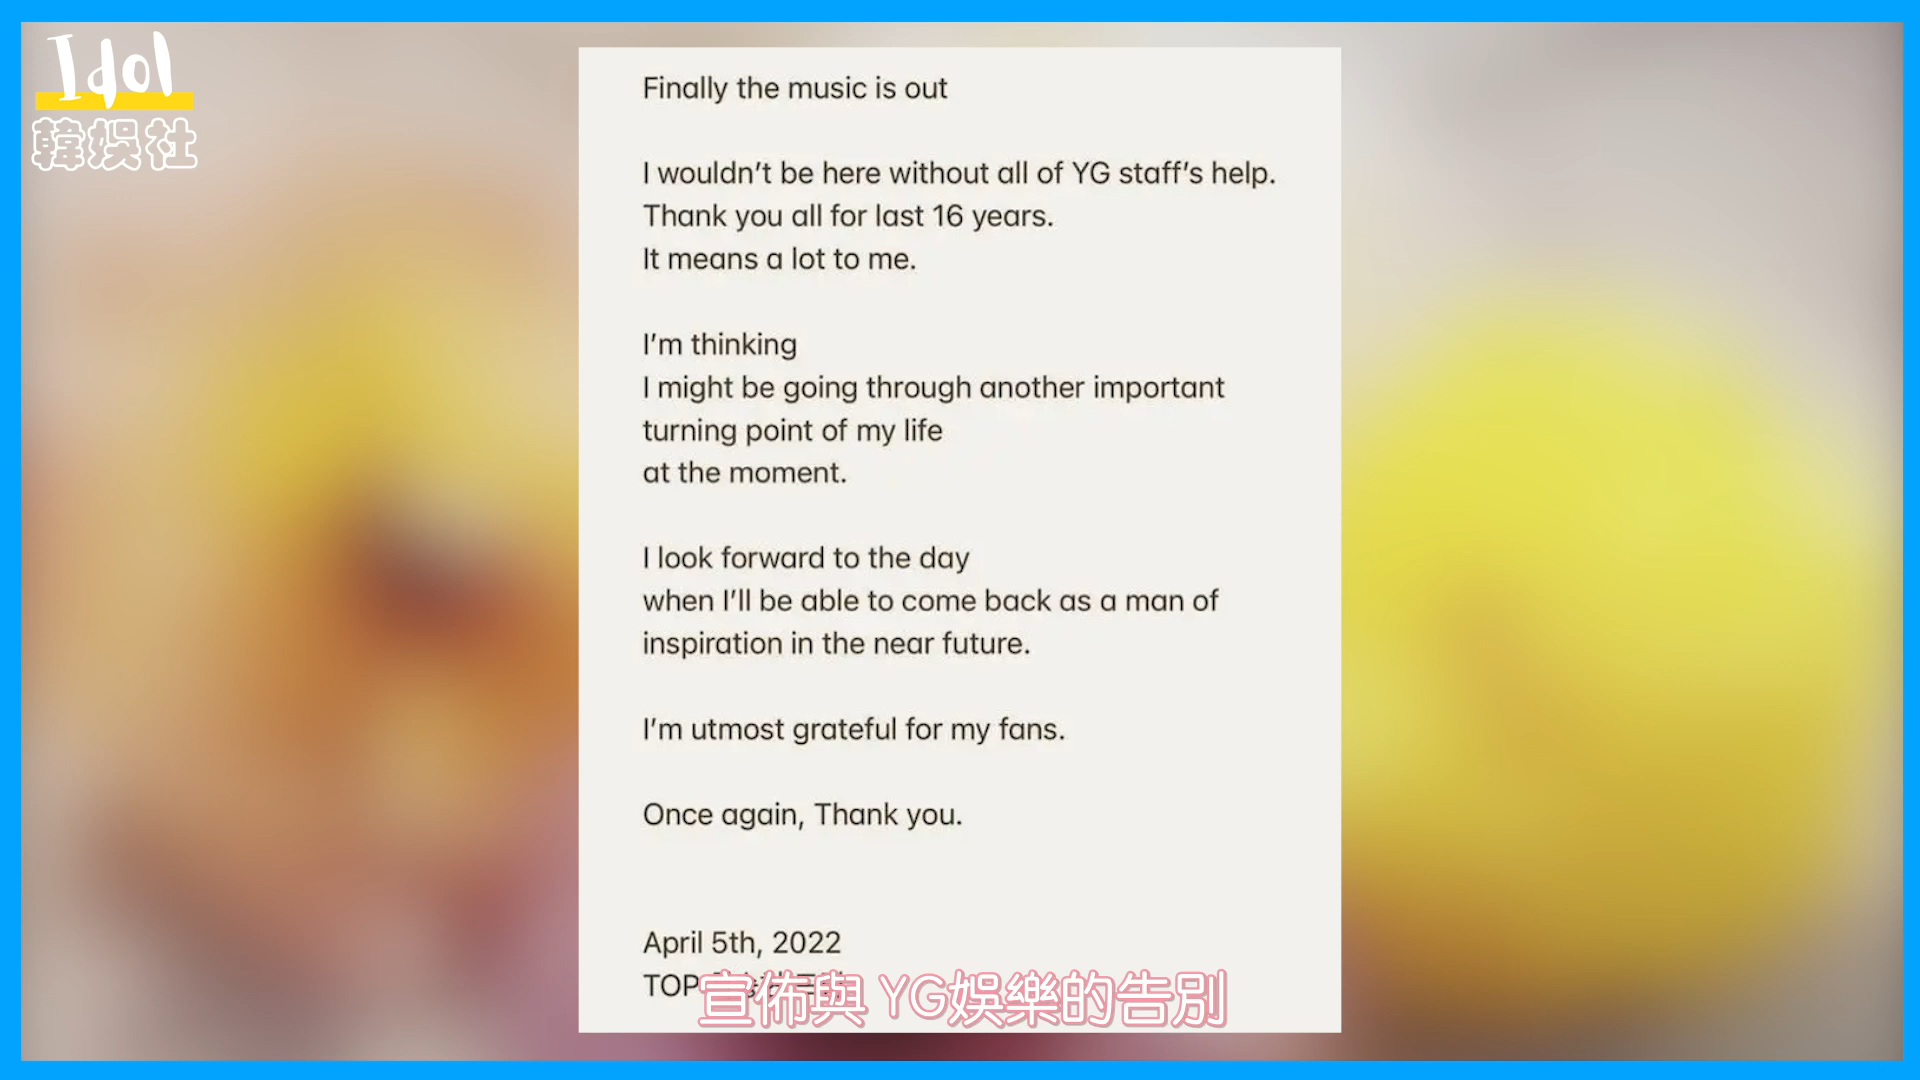 Idol
韓娛社
Finally the music is out
I wouldn't be here without all of YG staff's help.
Thank you all for last 16 years.
It means a lot to me.
I'm thinking
I might be going through another important
turning point of my life
at the moment.
I look forward to the day
when I'll be able to come back as a man of
inspiration in the near future.
I'm utmost grateful for my fans.
Once again, Thank you.
April 5th, 2022
TOP
宣佈與 YG娛樂的告別